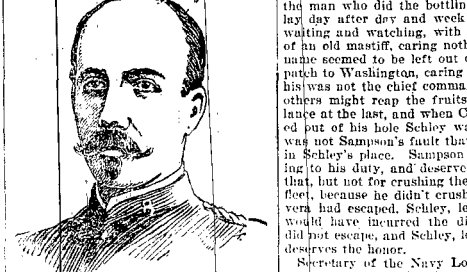 the man who did the bottlin
lay day after day and week
waiting and watching, with
of an old mastiff, caring noth
name seemed to be left out
patch to Washington, caring
his was not the chief comma
others might reap the fruits
lance at the last, and when C
ed out of his hole Schley wa
was not Sampson's fault tha
in Schley's place. Sampson
ing to his duty, and deserve
that, but not for crushing the
fleet, because he didn't crush
vera had escaped, Schley, le
would have incurred the di
did not escape, and Schley, le
deserves the honor.
Secretary of the Navy Lo